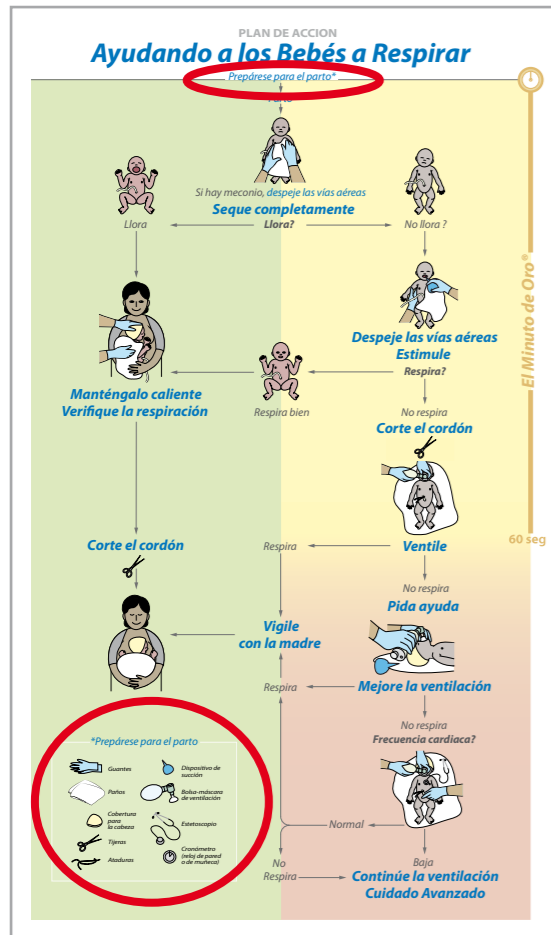 PLAN DE ACCION
Ayudando a los Bebés a Respirar
Prepárese para el parto*
Parto
Si hay meconio, despeje las vías aéreas
Seque completamente
Llora
Llora?
No llora ?
Despeje las vías aéreas
Estimule
Respira?
Manténgalo caliente
Verifique la respiración
Respira bien
No respira
Corte el cordón
El Minuto de Oro®
60 seg
Corte el cordón
Respira
Ventile
No respira
Pida ayuda
Vigile
con la madre
Respira
Mejore la ventilación
No respira
Frecuencia cardiaca?
*Prepárese para el parto
Guantes
Paños
Cobertura
para
la cabeza
Tijeras
Ataduras
Dispositivo de
succión
Bolsa-máscara
de ventilación
Estetoscopio
Cronómetro
(reloj de pared
o de muñeca)
Normal
No
Respira
Baja
Continúe la ventilación
Cuidado Avanzado